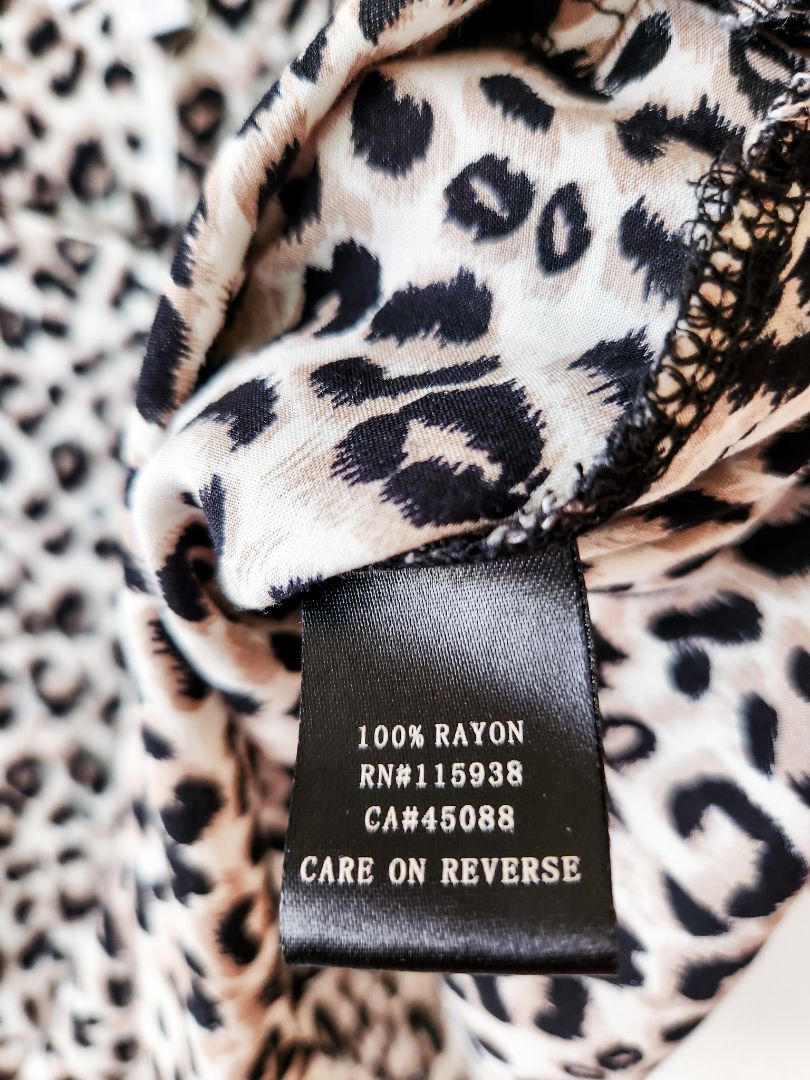 100% RAYON
RN#115938
CA#45088
CARE ON REVERSE